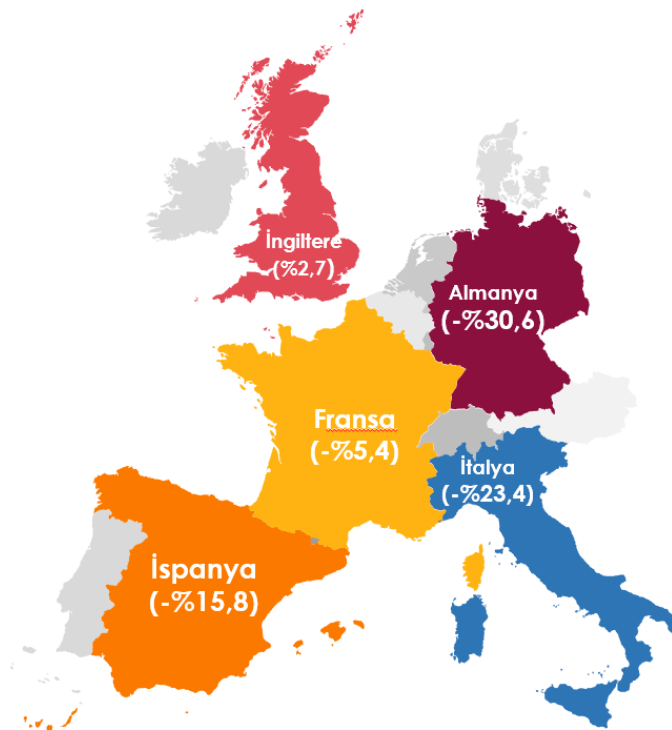 İngiltere
(%2,7)
Almanya
(-%30,6)
Fransa
(-%5,4)
İtalya
(-%23,4)
İspanya
(-%15,8)